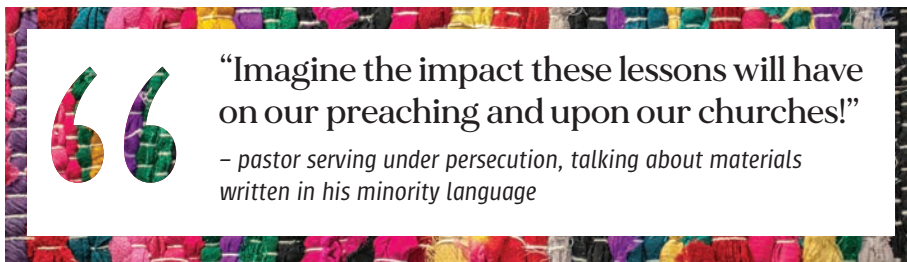 “Imagine the impact these lessons will have
on our preaching and upon our churches!”
– pastor serving under persecution, talking about materials
written in his minority language